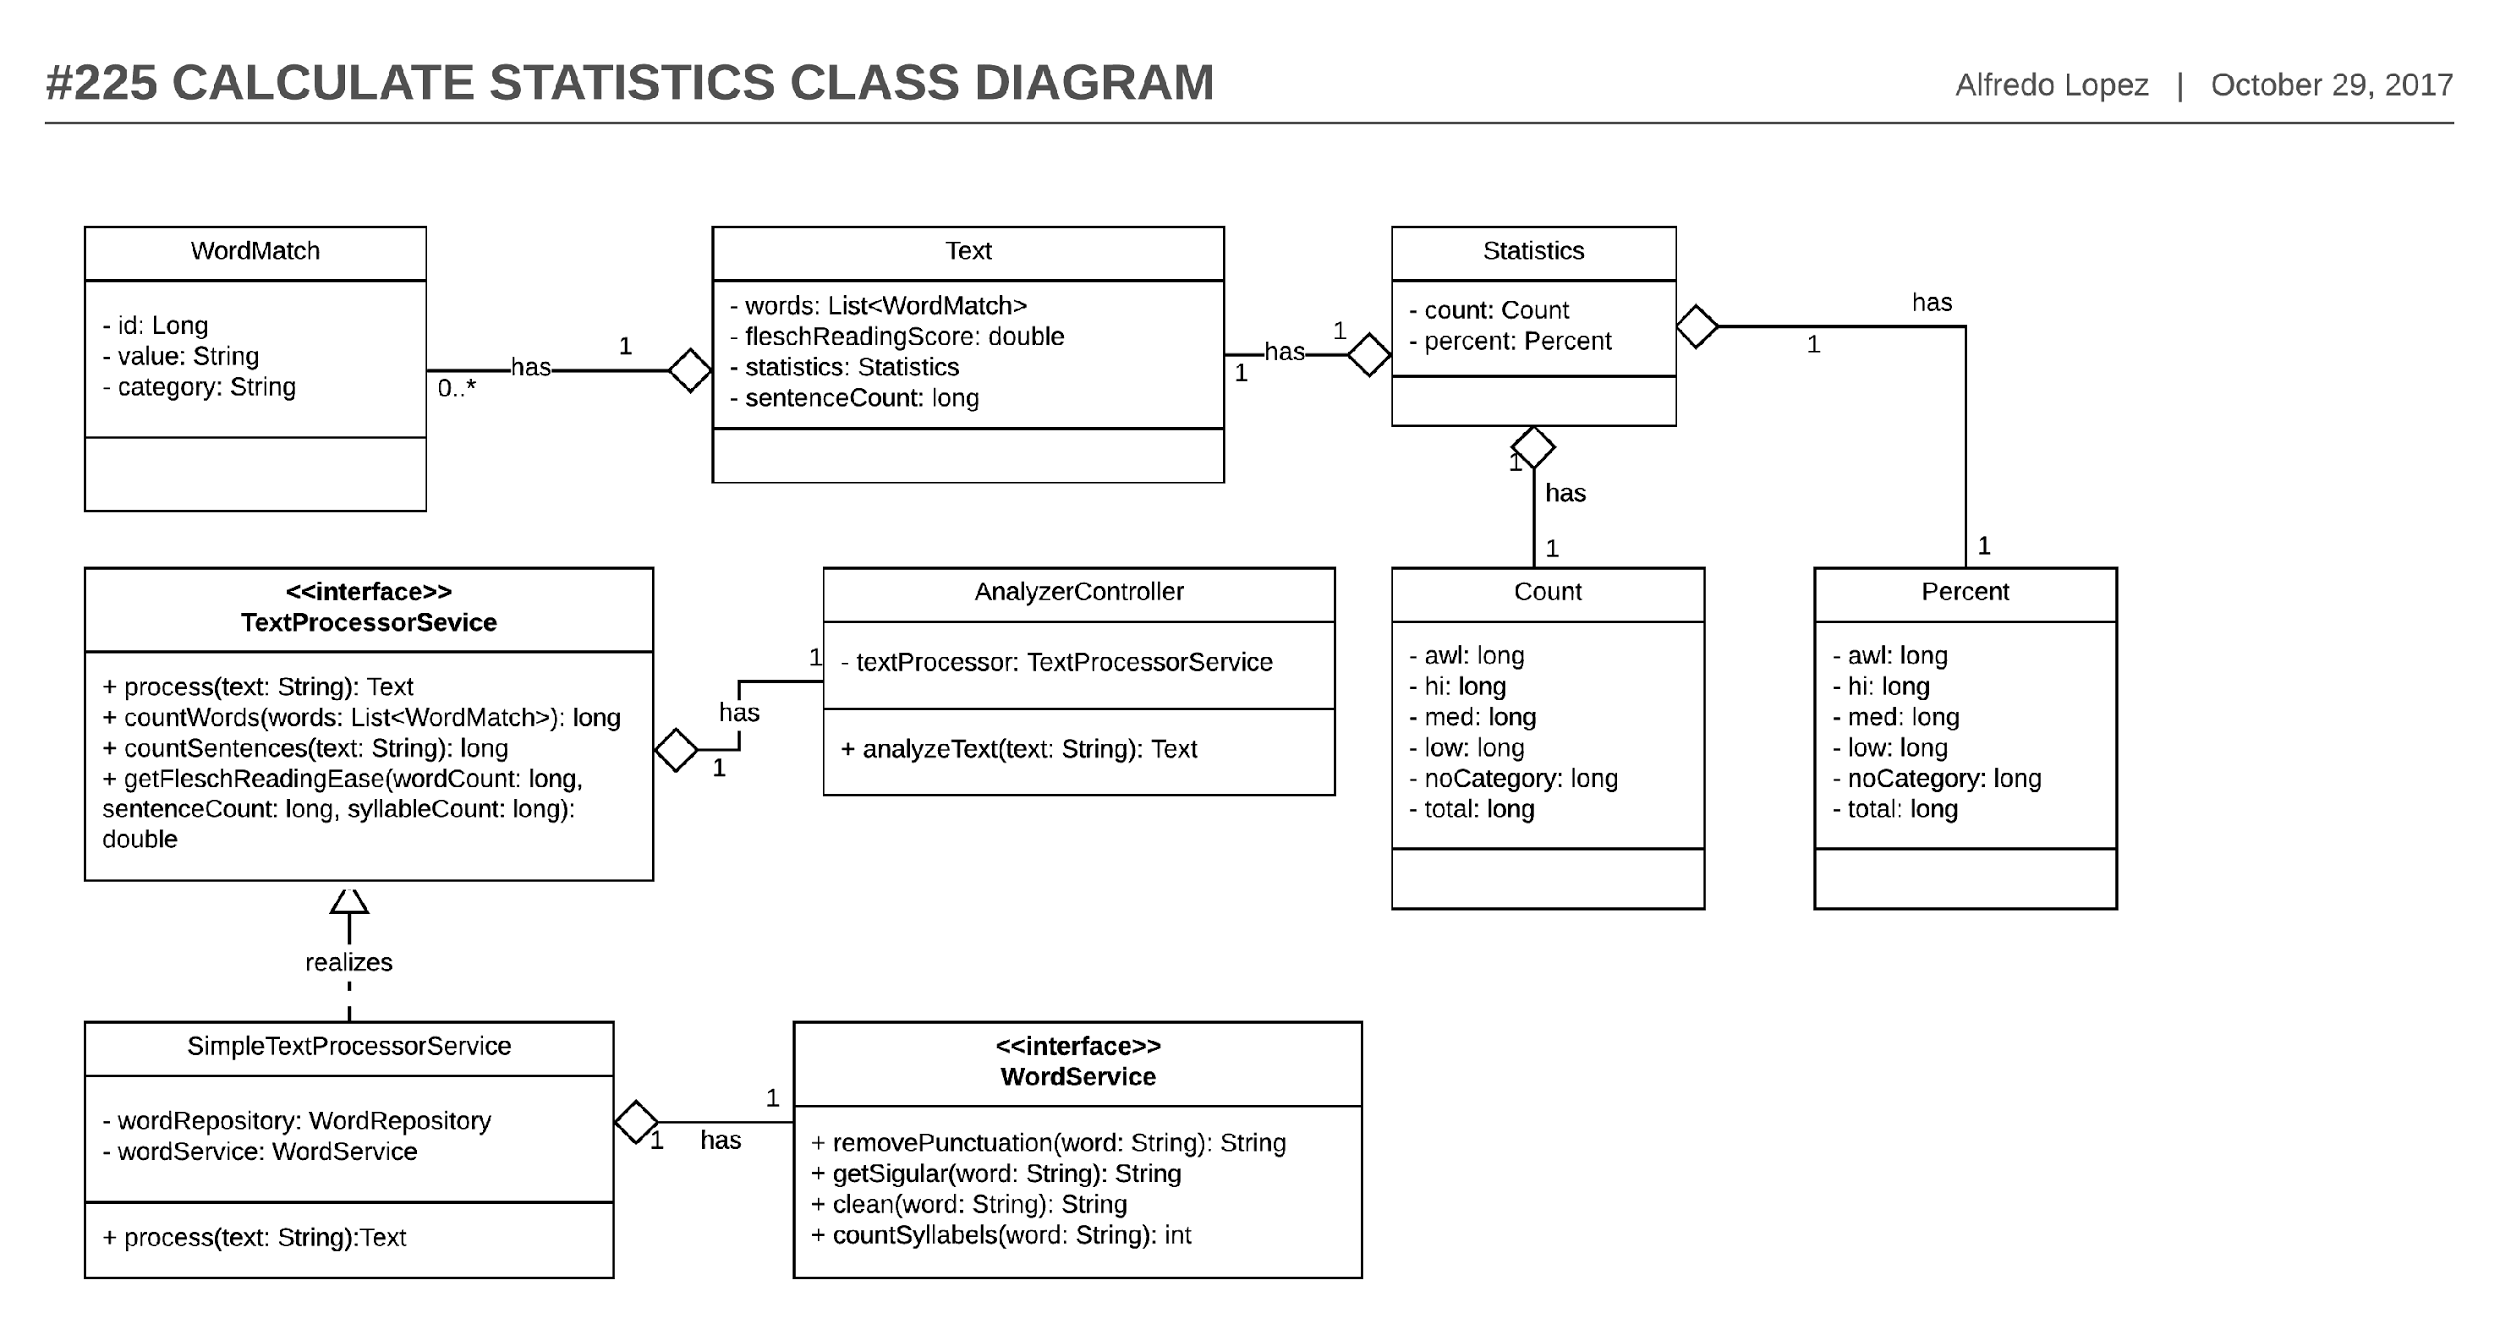 #225 CALCULATE STATISTICS CLASS DIAGRAM
Alfredo Lopez | October 29, 2017
WordMatch
- id: Long
- value: String
- category: String
0..*
has
1
Text
- words: List<WordMatch>
- fleschReadingScore: double
- statistics: Statistics
- sentenceCount: long
1
has
1
Statistics
- count: Count
- percent: Percent
has
1
1
1
has
1
<<interface>>
TextProcessorSevice
+ process(text: String): Text
+ countWords(words: List<WordMatch>): long
+ countSentences(text: String): long
+ getFleschReadingEase(wordCount: long,
sentenceCount: long, syllableCount: long):
double
1
has
1
AnalyzerController
- textProcessor: TextProcessorService
+ analyzeText(text: String): Text
Count
- awl: long
- hi: long
- med: long
- low: long
- noCategory: long
- total: long
Percent
- awl: long
- hi: long
- med: long
- low: long
- noCategory: long
- total: long
realizes
SimpleTextProcessorService
- wordRepository: WordRepository
- wordService: WordService
+ process(text: String):Text
1
has
1
<<interface>>
WordService
+ removePunctuation(word: String): String
+ getSigular(word: String): String
+ clean(word: String): String
+ countSyllabels(word: String): int